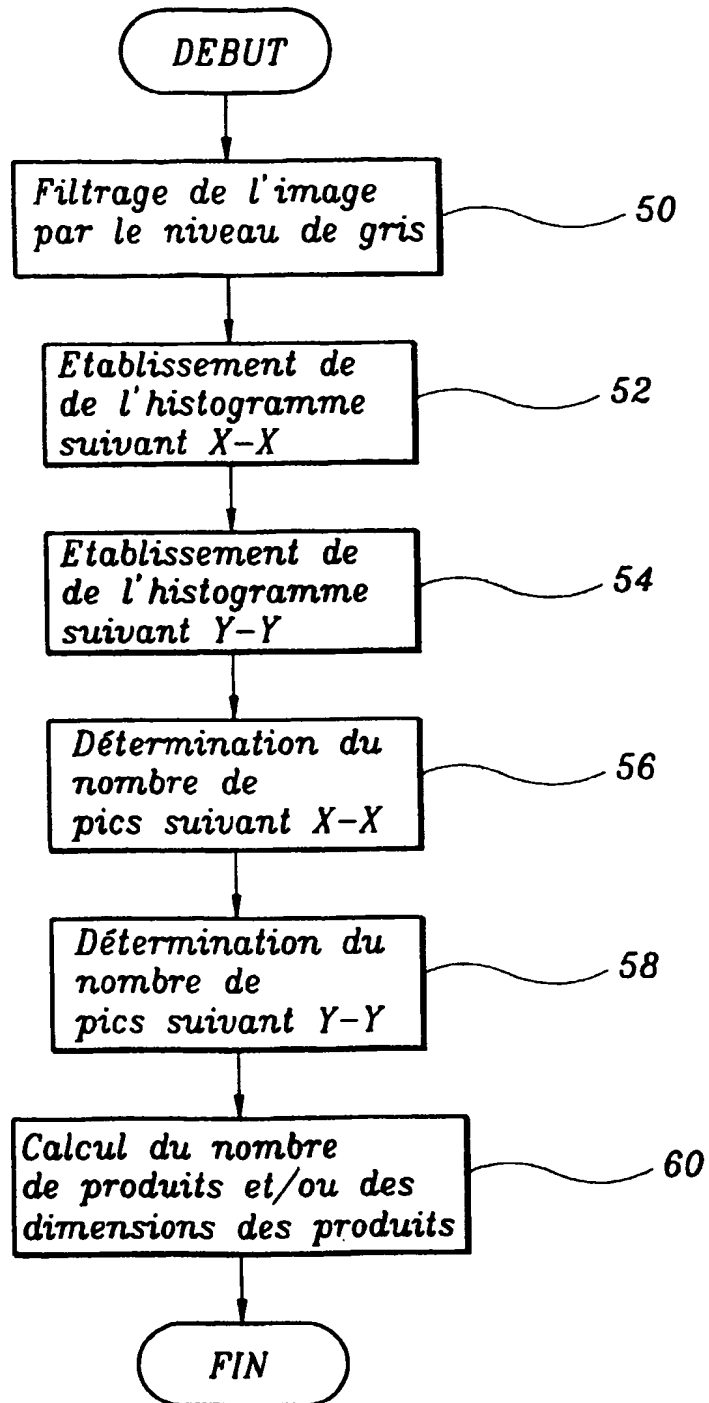 DEBUT
Filtrage de l'image
par le niveau de gris
50
Etablissement de
de l'histogramme
suivant X-X
52
Etablissement de
de l'histogramme
suivant Y-Y
54
Détermination du
nombre de
pics suivant X-X
56
Détermination du
nombre de
pics suivant Y-Y
58
Calcul du nombre
de produits et/ou des
dimensions des produits
60
FIN